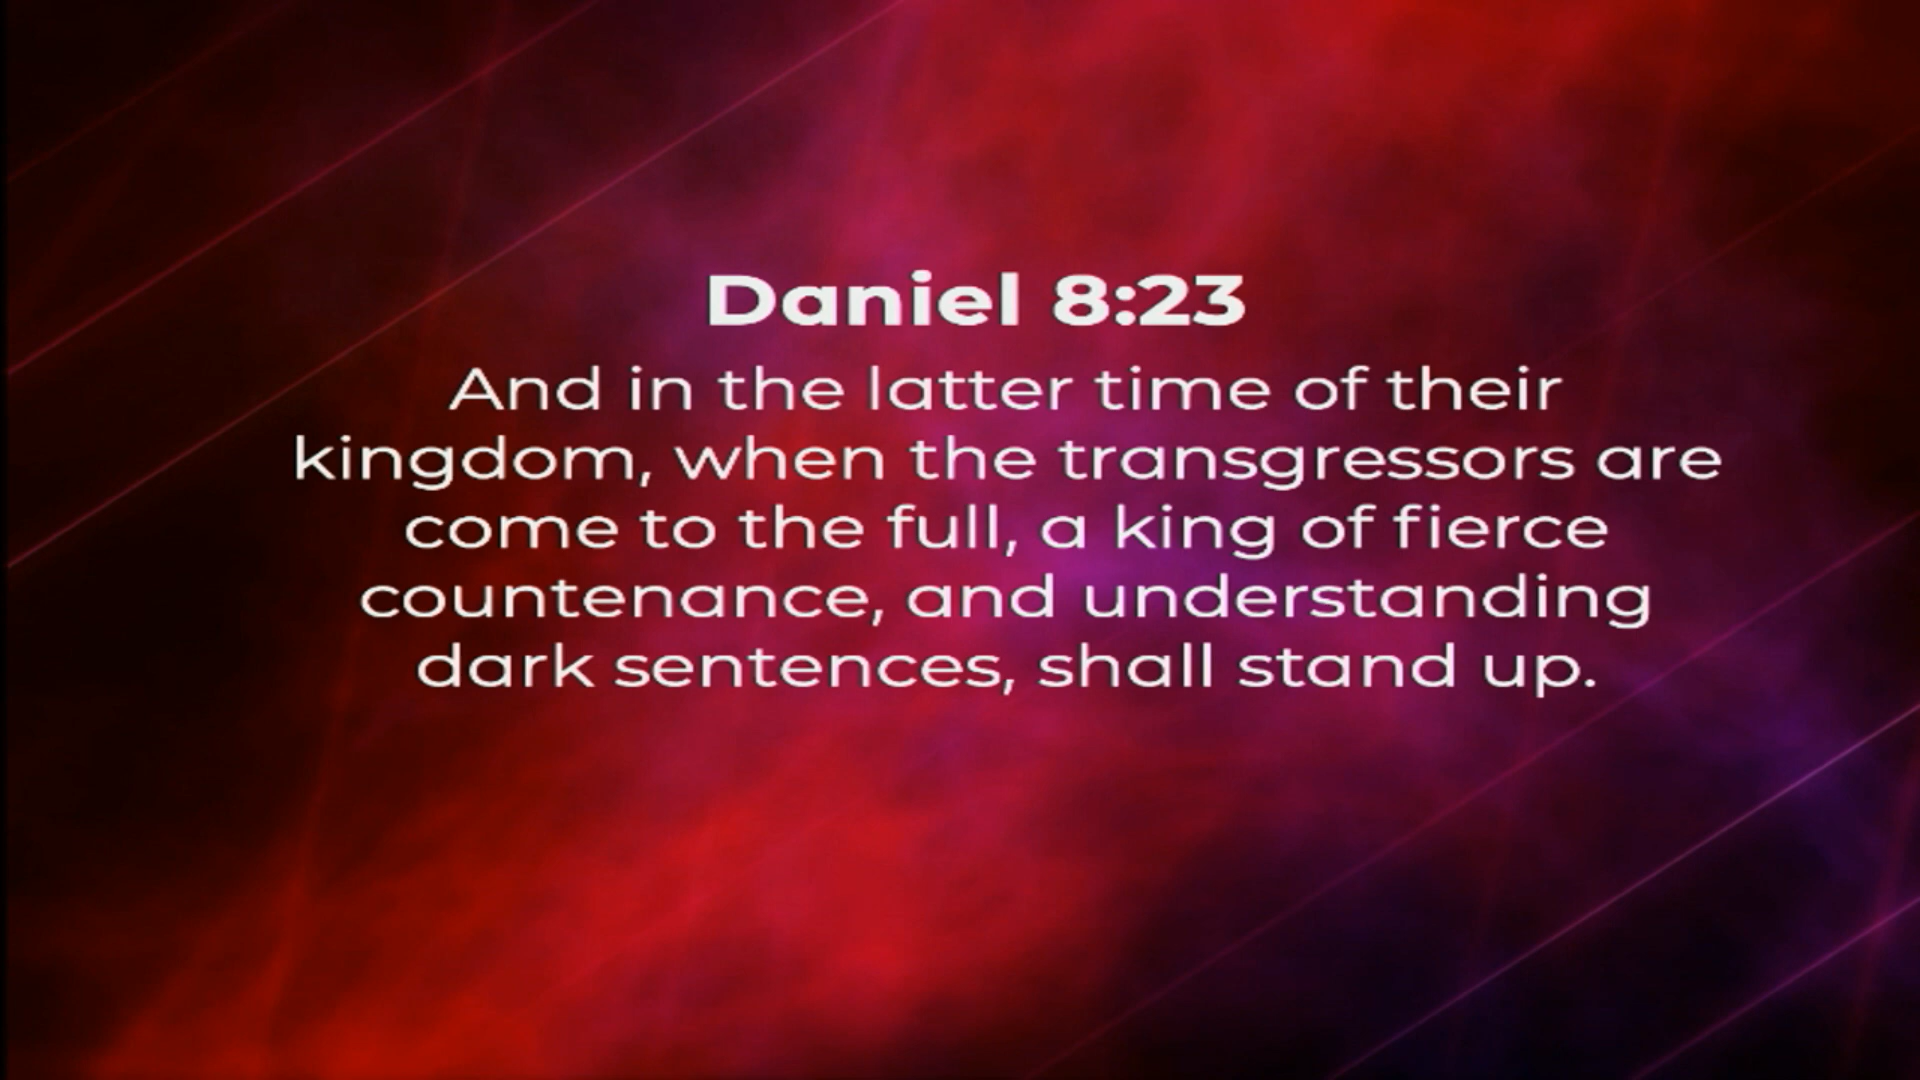 Daniel 8:23
And in the latter time of their
kingdom, when the transgressors are
come to the full, a king of fierce
countenance, and understanding
dark sentences, shall stand up.